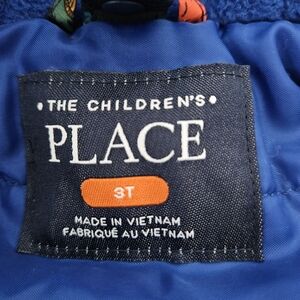 • THE CHILDREN'S •
PLACE
3T
MADE IN VIETNAM
FABRIQUÉ AU VIETNAM